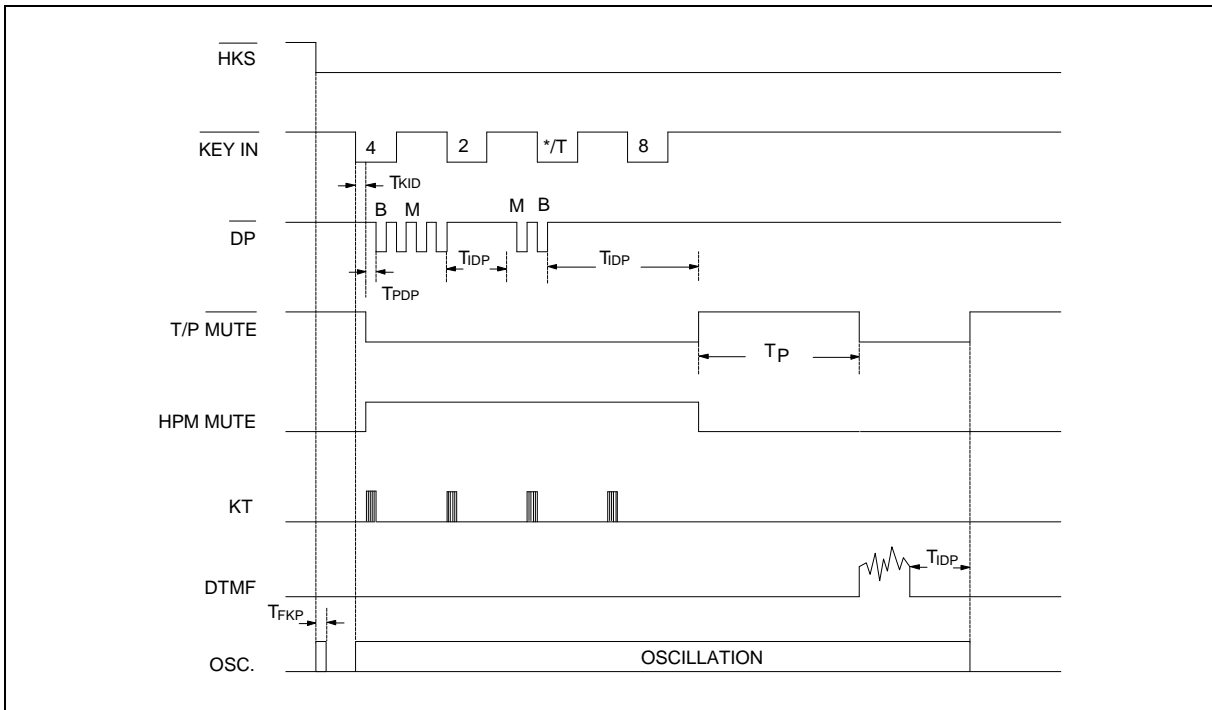 HKS
KEY IN 4 2 */T 8
TKID
B M M B
DP
TIDP TIDP
TPDP
T/P MUTE
TP
HPM MUTE
KT
TIDP
DTMF
TFKP
OSCILLATION
OSC.